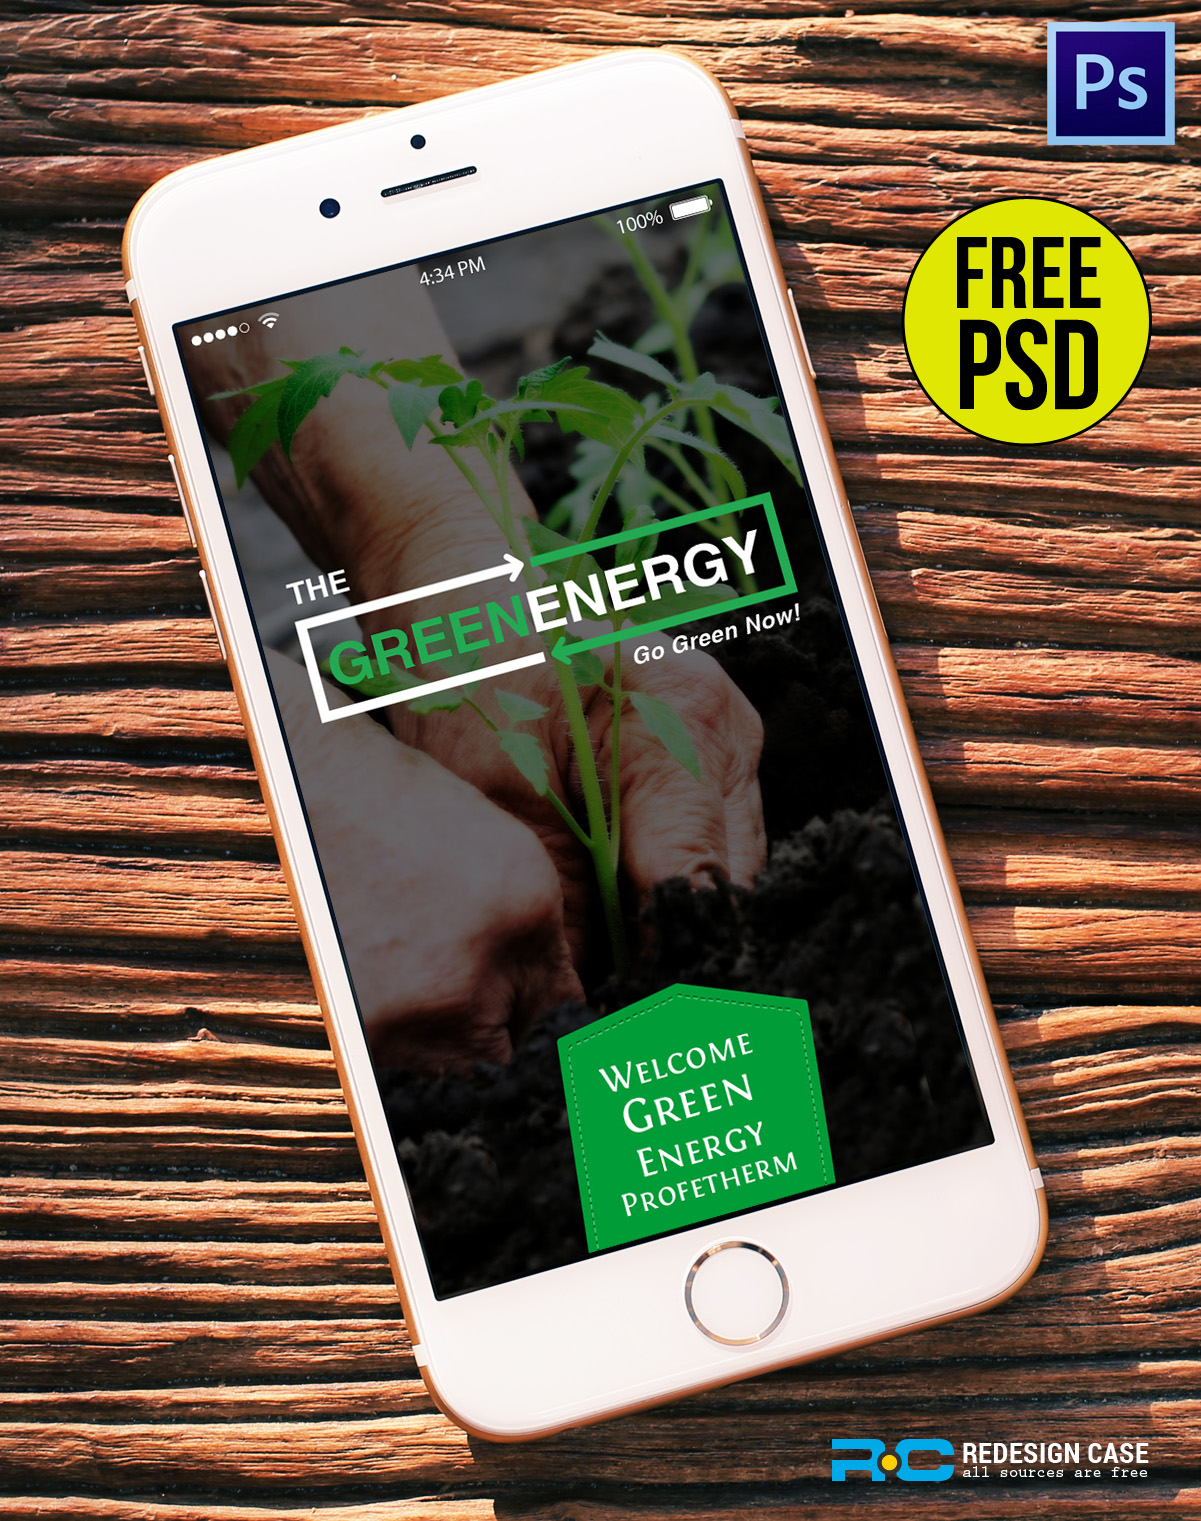 Ps
FREE
PSD
100%
4:34 PM
THE
GREENENERGY
Go Green Now!
WELCOME
GREEN
ENERGY
PROFETHERM
R.C REDESIGN CASE
all sources are free